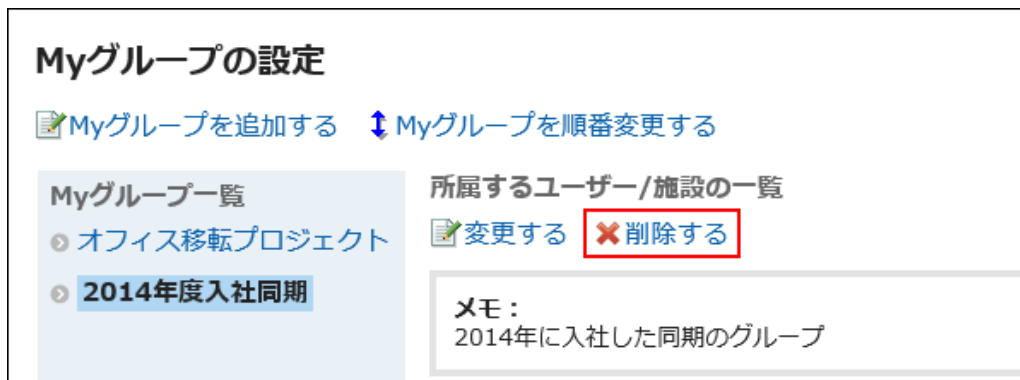 Myグループの設定
Myグループを追加する Myグループを順番変更する
Myグループ一覧
オフィス移転プロジェクト
2014年度入社同期
所属するユーザー/施設の一覧
変更する 削除する
メモ：
2014年に入社した同期のグループ